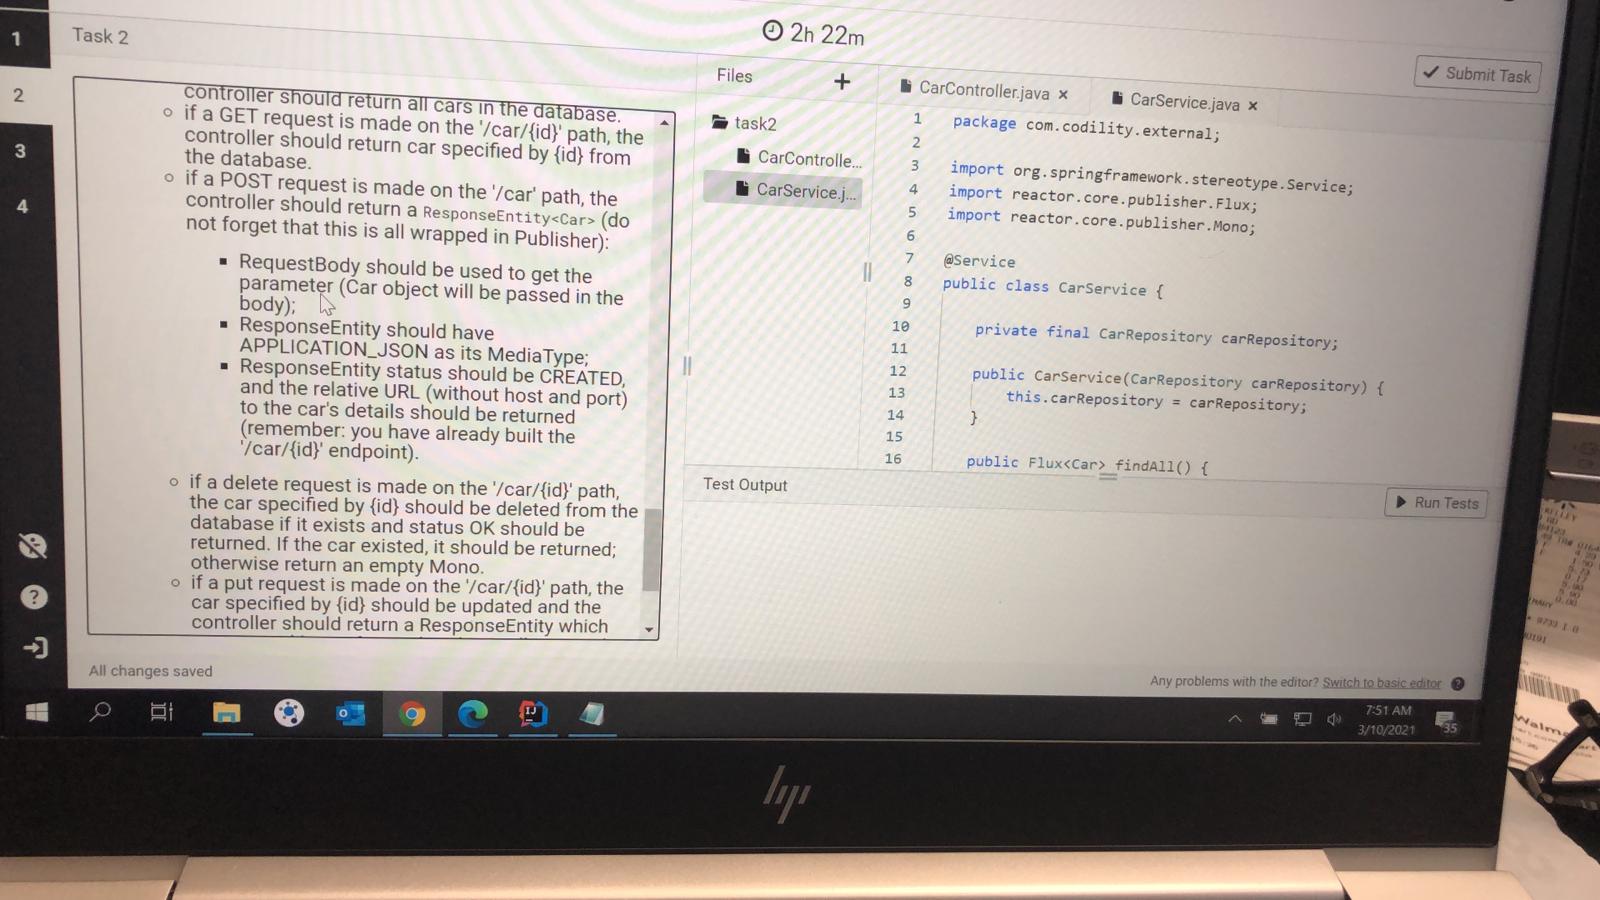 1
Task 2
2h 22m
Submit Task
2
3
4
controller should return all cars in the database.
if a GET request is made on the '/car/{id}' path, the
controller should return car specified by {id} from
the database.
if a POST request is made on the '/car' path, the
controller should return a ResponseEntity<Car> (do
not forget that this is all wrapped in Publisher):
RequestBody should be used to get the
parameter (Car object will be passed in the
body);
ResponseEntity should have
APPLICATION_JSON as its MediaType;
ResponseEntity status should be CREATED,
and the relative URL (without host and port)
to the car's details should be returned
(remember: you have already built the
'/car/{id}' endpoint).
if a delete request is made on the '/car/{id}' path,
the car specified by {id} should be deleted from the
database if it exists and status OK should be
returned. If the car existed, it should be returned;
otherwise return an empty Mono.
if a put request is made on the '/car/{id}' path, the
car specified by {id} should be updated and the
controller should return a ResponseEntity which
All changes saved
Files
task2
CarControlle...
CarService.j...
CarController.java
CarService.java
1 package com.codility.external;
2
3 import org.springframework.stereotype.Service;
4 import reactor.core.publisher.Flux;
5 import reactor.core.publisher.Mono;
6
7 @Service
8 public class CarService {
9
10 private final CarRepository carRepository;
11
12 public CarService(CarRepository carRepository) {
13 this.carRepository = carRepository;
14 }
15
16 public Flux<Car> findAll() {
Test Output
Run Tests
Any problems with the editor? Switch to basic editor
7:51 AM
3/10/2021
35
IJ
hp
Walm